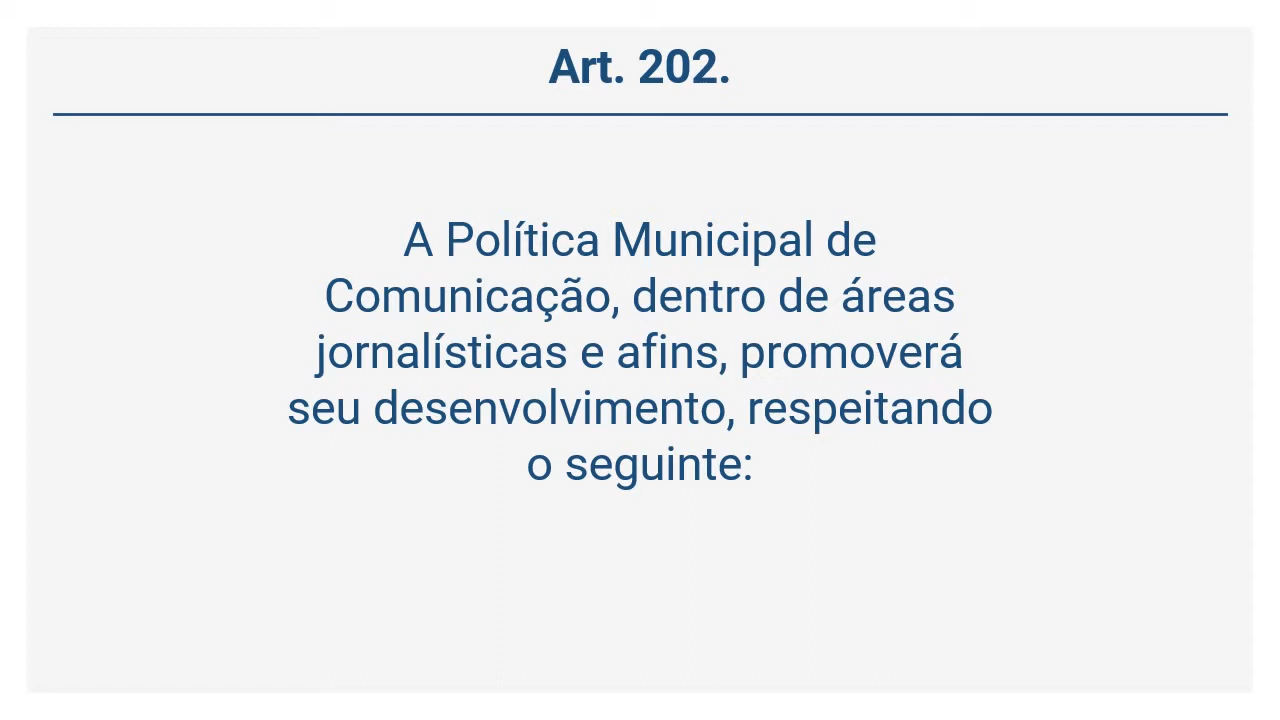 Art. 202.
A Política Municipal de
Comunicação, dentro de áreas
jornalísticas e afins, promoverá
seu desenvolvimento, respeitando
o seguinte: